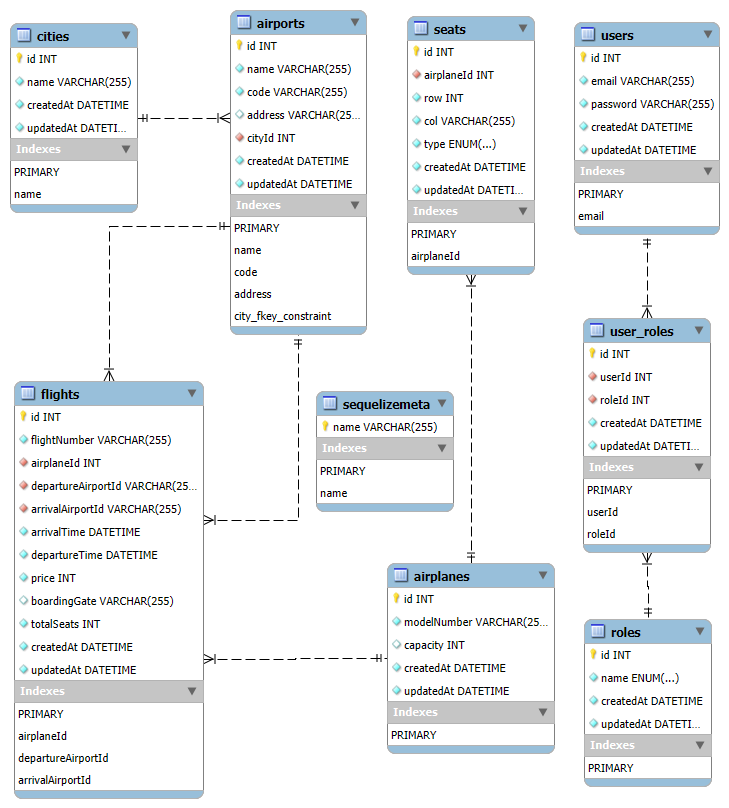 cities
id INT
name VARCHAR(255)
createdAt DATETIME
updatedAt DATETI...
Indexes
PRIMARY
name
airports
id INT
name VARCHAR(255)
code VARCHAR(255)
address VARCHAR(25...
cityId INT
createdAt DATETIME
updatedAt DATETIME
Indexes
PRIMARY
name
code
address
city_fkey_constraint
seats
id INT
airplaneId INT
row INT
col VARCHAR(255)
type ENUM(...)
createdAt DATETIME
updatedAt DATETI...
Indexes
PRIMARY
airplaneId
users
id INT
email VARCHAR(255)
password VARCHAR(255)
createdAt DATETIME
updatedAt DATETIME
Indexes
PRIMARY
email
flights
id INT
flightNumber VARCHAR(255)
airplaneId INT
departureAirportId VARCHAR(25...
arrivalAirportId VARCHAR(255)
arrivalTime DATETIME
departureTime DATETIME
price INT
boardingGate VARCHAR(255)
totalSeats INT
createdAt DATETIME
updatedAt DATETIME
Indexes
PRIMARY
airplaneId
departureAirportId
arrivalAirportId
sequelizemeta
name VARCHAR(255)
Indexes
PRIMARY
name
user_roles
id INT
userId INT
roleId INT
createdAt DATETIME
updatedAt DATETI...
Indexes
PRIMARY
userId
roleId
airplanes
id INT
modelNumber VARCHAR(25...
capacity INT
createdAt DATETIME
updatedAt DATETIME
Indexes
PRIMARY
roles
id INT
name ENUM(...)
createdAt DATETIME
updatedAt DATETI...
Indexes
PRIMARY